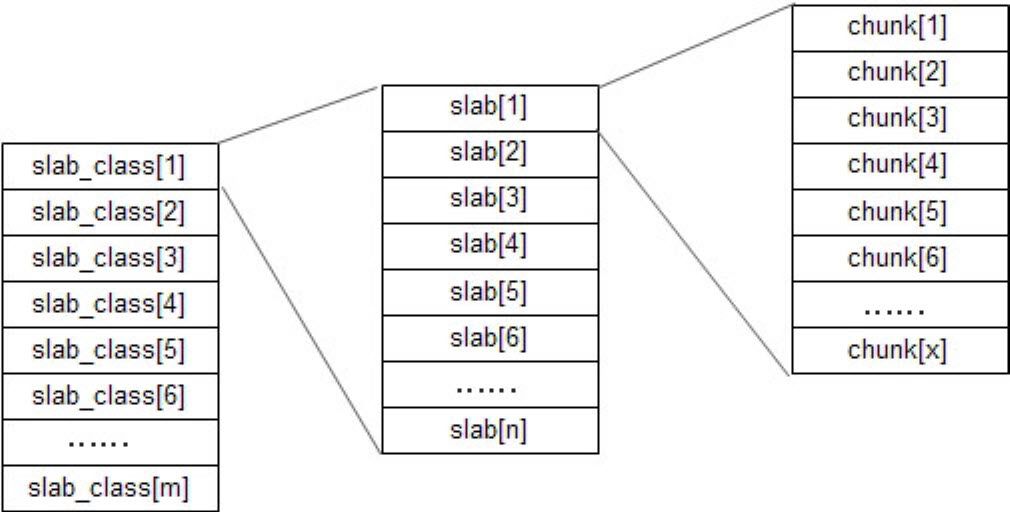 slab_class[1]
slab_class[2]
slab_class[3]
slab_class[4]
slab_class[5]
slab_class[6]
......
slab_class[m]
slab[1]
slab[2]
slab[3]
slab[4]
slab[5]
slab[6]
......
slab[n]
chunk[1]
chunk[2]
chunk[3]
chunk[4]
chunk[5]
chunk[6]
......
chunk[x]